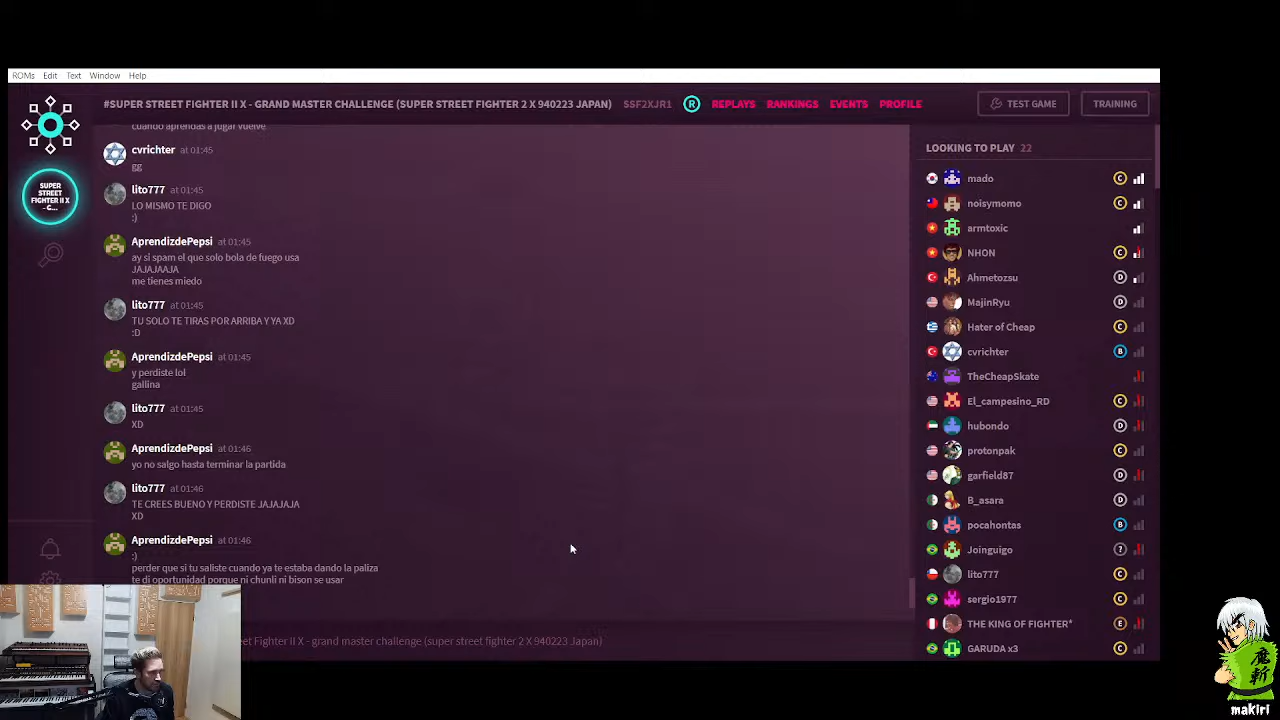 ROMs Edit Text Window Help
#SUPER STREET FIGHTER II X - GRAND MASTER CHALLENGE (SUPER STREET FIGHTER 2 X 940223 JAPAN) SSF2XJR1 R REPLAYS RANKINGS EVENTS PROFILE TEST GAME TRAINING
SUPER
STREET
FIGHTER II X
- G...
cuando aprendas a jugar vuelve
cvrichter at 01:45
gg
lito777 at 01:45
LO MISMO TE DIGO
:)
AprendizdePepsi at 01:45
ay si spam el que solo bola de fuego usa
JAJAJAAJA
me tienes miedo
lito777 at 01:45
TU SOLO TE TIRAS POR ARRIBA Y YA XD
:D
AprendizdePepsi at 01:45
y perdiste lol
gallina
lito777 at 01:45
XD
AprendizdePepsi at 01:46
yo no salgo hasta terminar la partida
lito777 at 01:46
TE CREES BUENO Y PERDISTE JAJAJAJA
XD
AprendizdePepsi at 01:46
:)
perder que si tu saliste cuando ya te estaba dando la paliza
te di oportunidad porque ni chunli ni bison se usar
et Fighter II X - grand master challenge (super street fighter 2 X 940223 Japan)
LOOKING TO PLAY 22
mado C
noisymomo C
armtoxic
NHON C
Ahmetozsu D
MajinRyu D
Hater of Cheap C
cvrichter B
TheCheapSkate
El_campesino_RD C
hubondo D
protonpak C
garfield87 D
B_asara D
pocahontas B
Joinguigo ?
lito777 C
sergio1977 C
THE KING OF FIGHTER* E
GARUDA x3 C
makiri